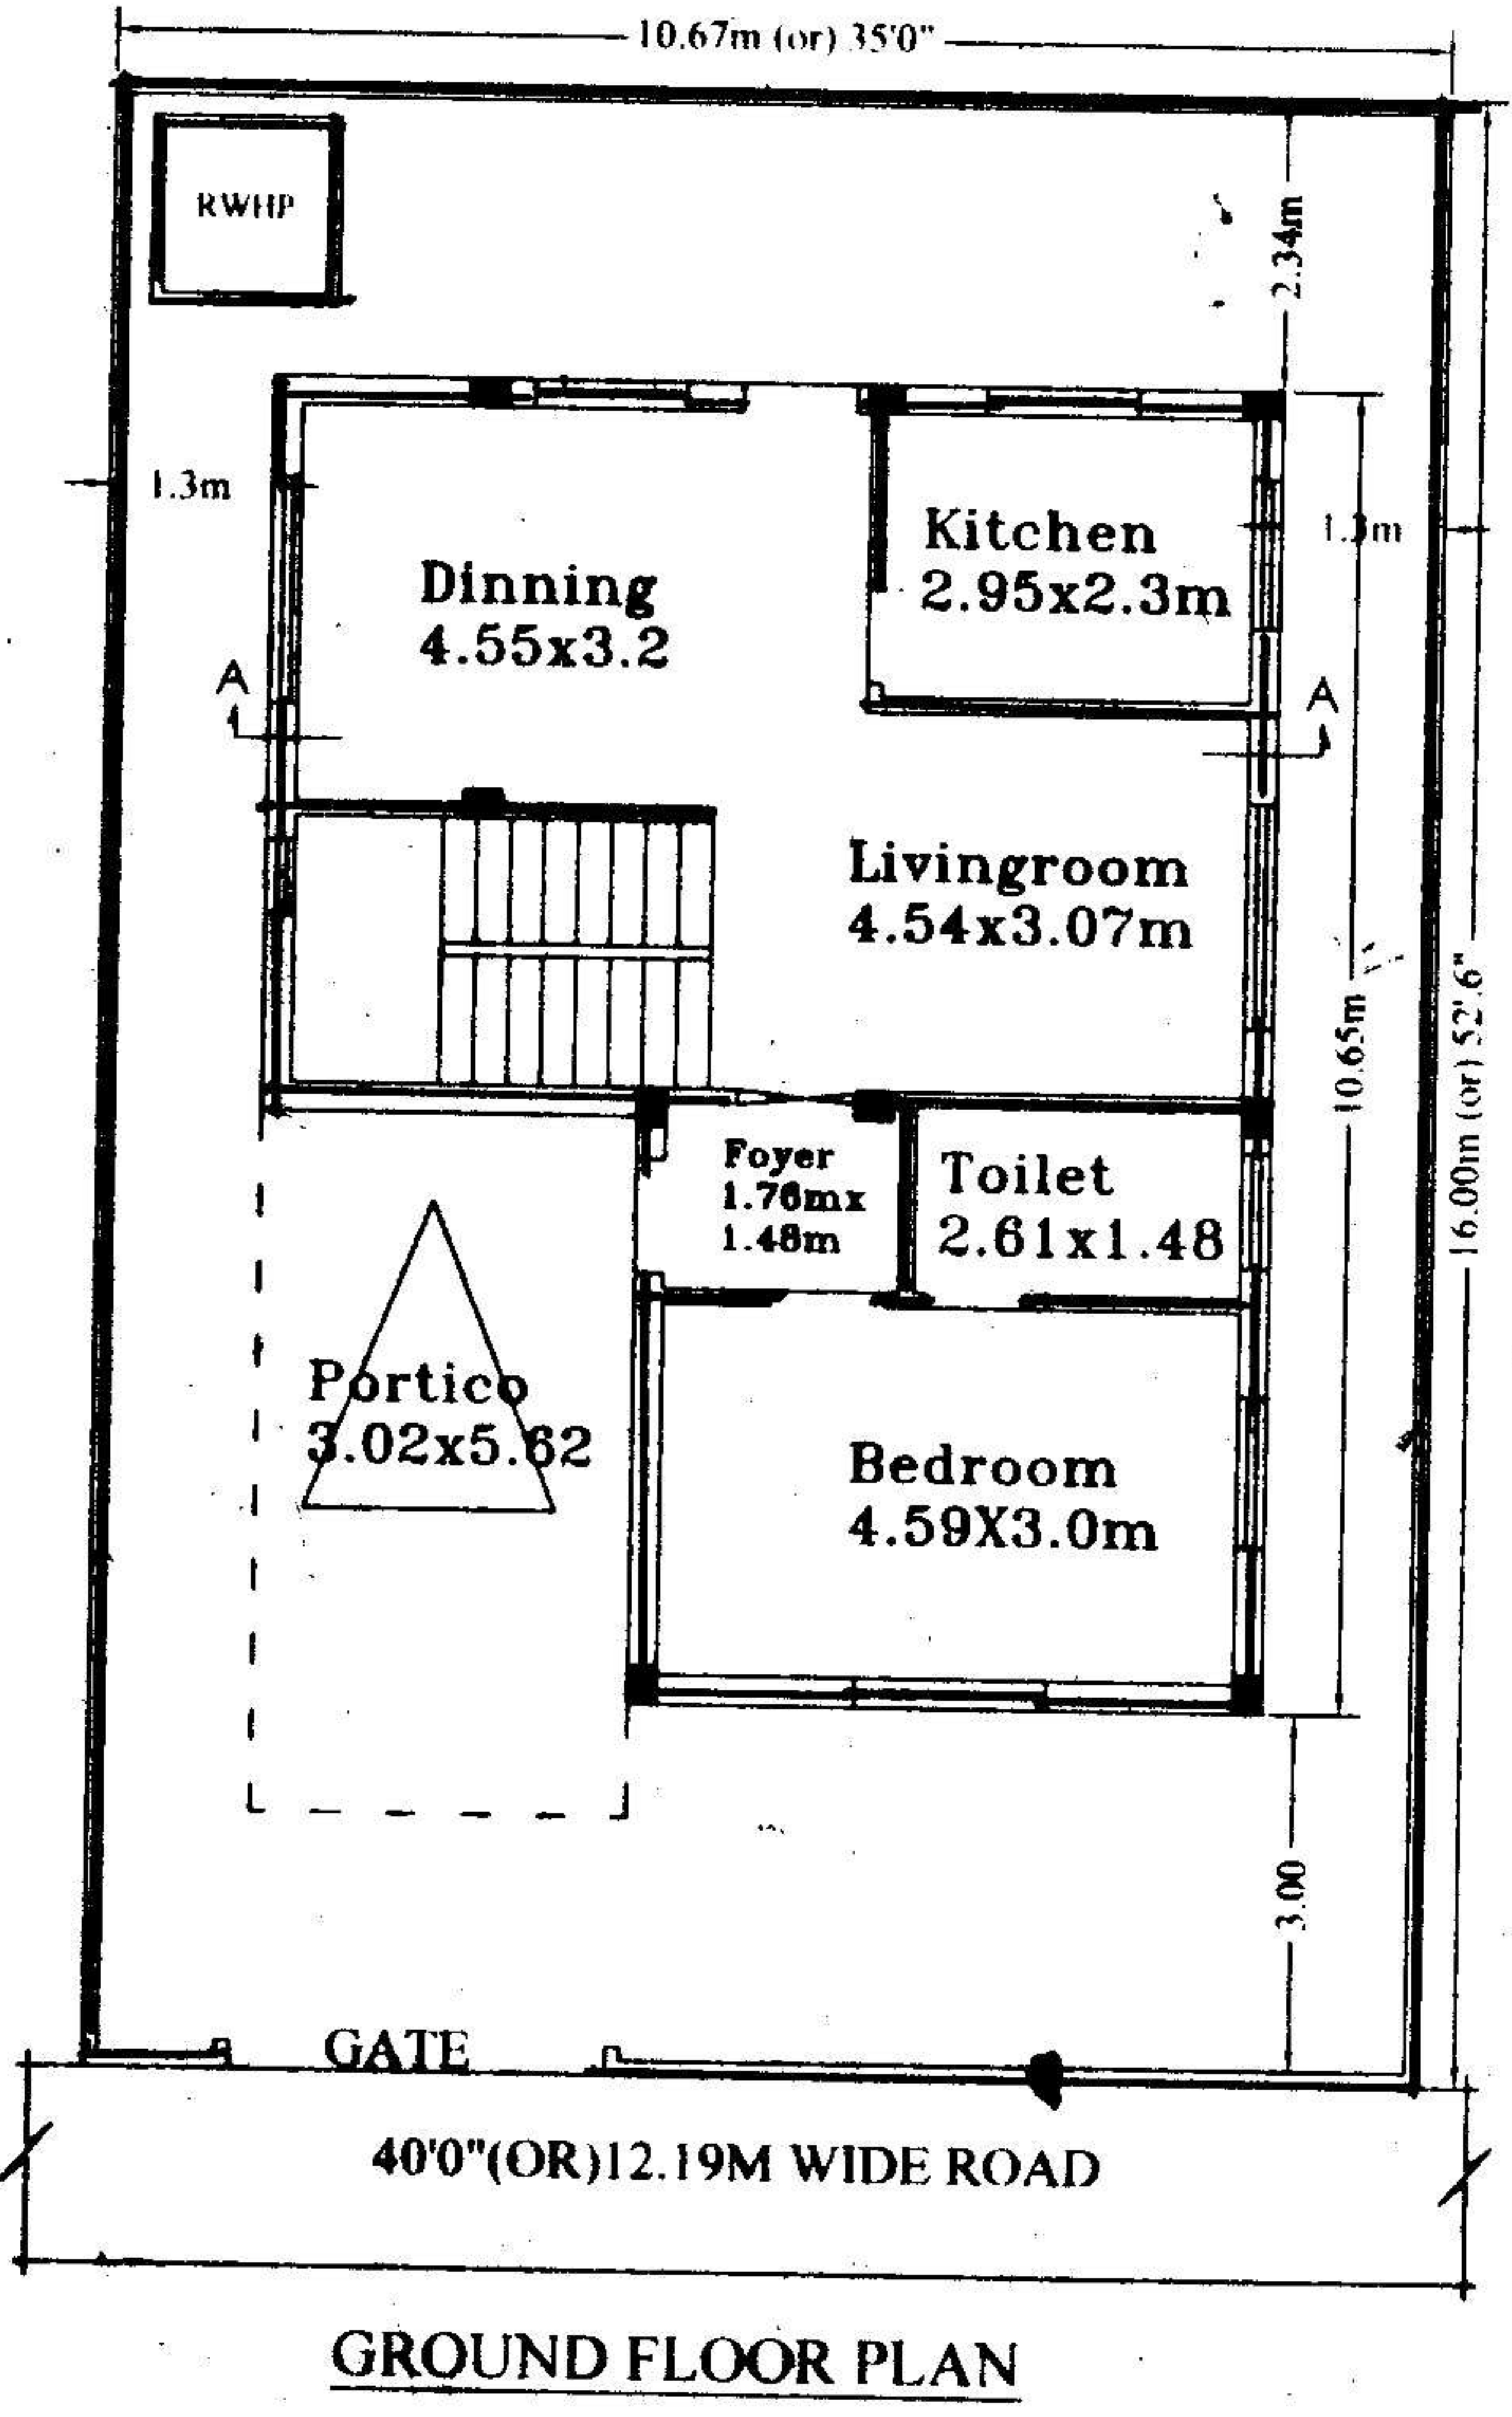 10.67m (or) 35'0"
RWHP
2.34m
1.3m
Kitchen
2.95x2.3m
Dinning
4.55x3.2
A
A
Livingroom
4.54x3.07m
10.65m
16.00m (or) 52'.6"
Foyer
1.76mx
1.48m
Toilet
2.61x1.48
Portico
3.02x5.62
Bedroom
4.59X3.0m
3.00
GATE
40'0"(OR)12.19M WIDE ROAD
GROUND FLOOR PLAN